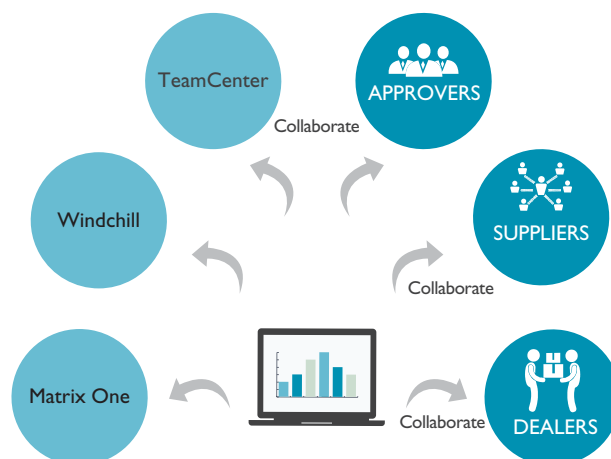 TeamCenter
APPROVERS
Collaborate
Windchill
SUPPLIERS
Collaborate
Matrix One
Collaborate
DEALERS